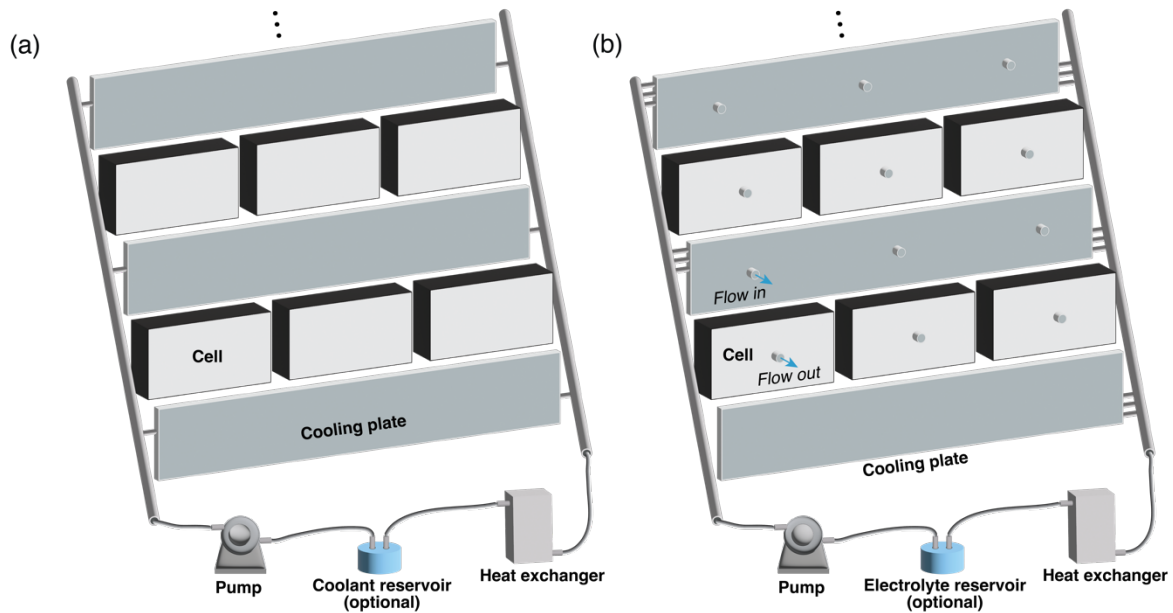 (a)
Cell
Cooling plate
Pump
Coolant reservoir
(optional)
Heat exchanger
(b)
Flow in
Cell
Flow out
Cooling plate
Pump
Electrolyte reservoir
(optional)
Heat exchanger